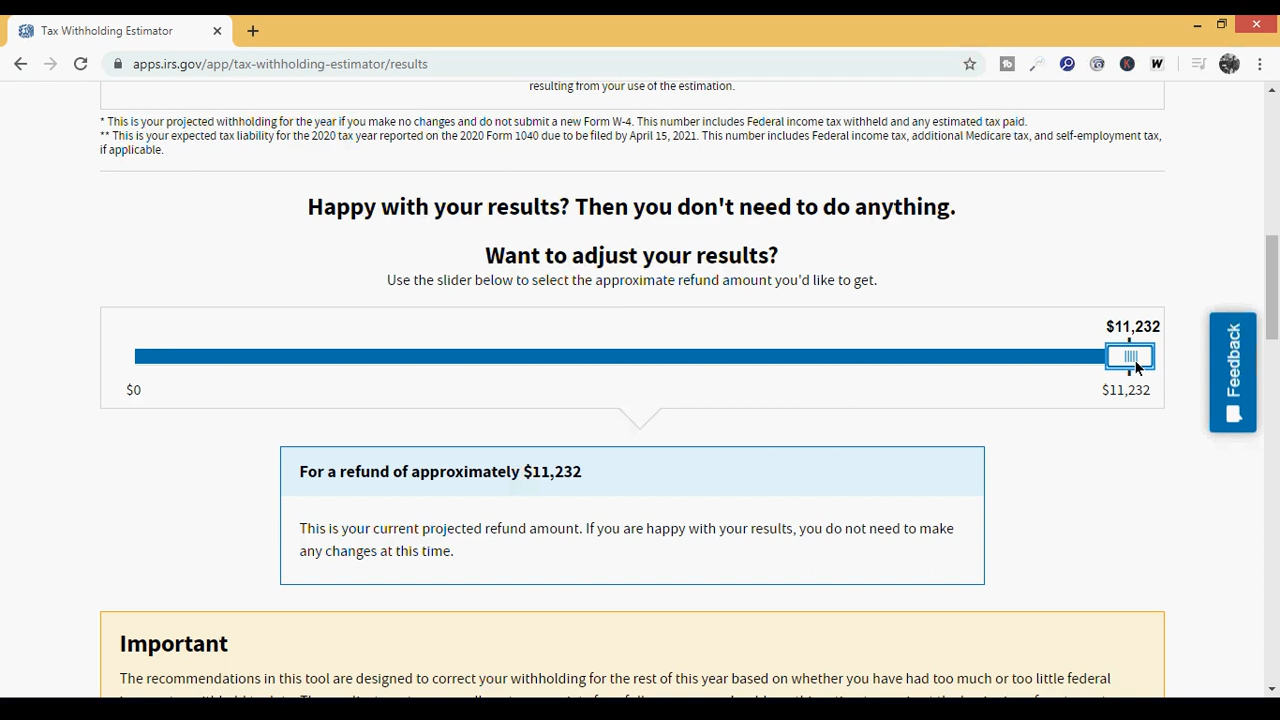 Tax Withholding Estimator
apps.irs.gov/app/tax-withholding-estimator/results
resulting from your use of the estimation.
* This is your projected withholding for the year if you make no changes and do not submit a new Form W-4. This number includes Federal income tax withheld and any estimated tax paid.
** This is your expected tax liability for the 2020 tax year reported on the 2020 Form 1040 due to be filed by April 15, 2021. This number includes Federal income tax, additional Medicare tax, and self-employment tax,
if applicable.
Happy with your results? Then you don't need to do anything.
Want to adjust your results?
Use the slider below to select the approximate refund amount you'd like to get.
$11,232
$0
$11,232
Feedback
For a refund of approximately $11,232
This is your current projected refund amount. If you are happy with your results, you do not need to make
any changes at this time.
Important
The recommendations in this tool are designed to correct your withholding for the rest of this year based on whether you have had too much or too little federal